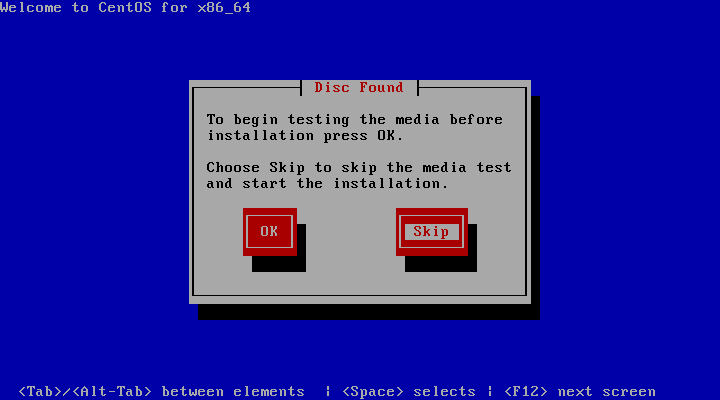 Welcome to CentOS for x86_64
Disc Found
To begin testing the media before
installation press OK.
Choose Skip to skip the media test
and start the installation.
OK Skip
<Tab>/<Alt-Tab> between elements | <Space> selects | <F12> next screen